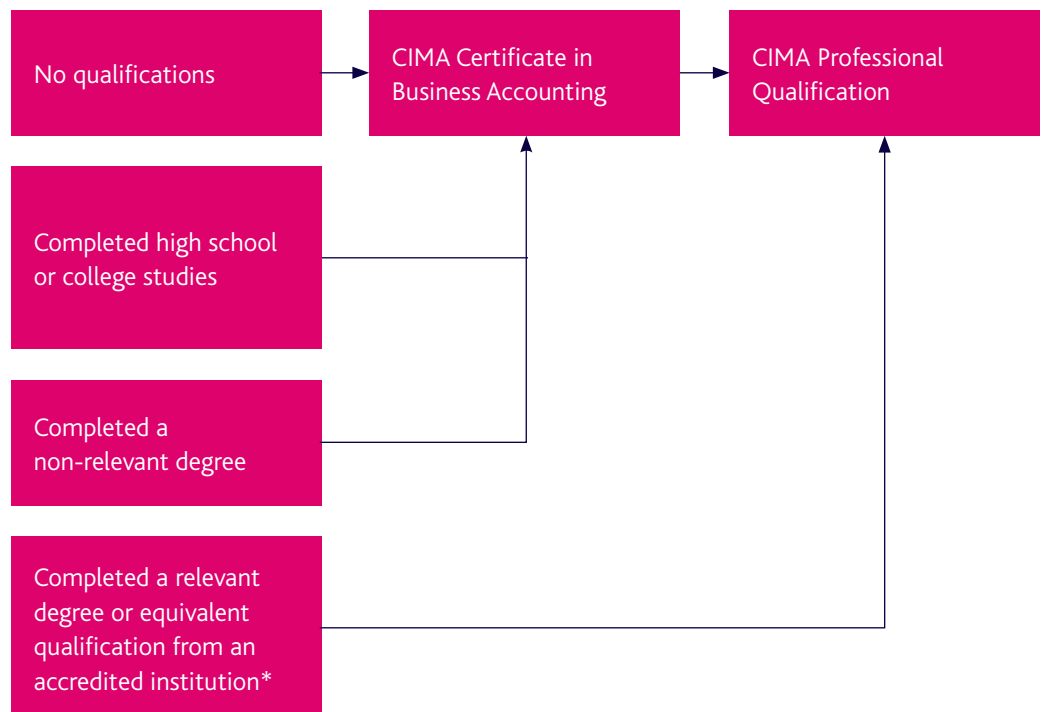 No qualifications
CIMA Certificate in
Business Accounting
CIMA Professional
Qualification
Completed high school
or college studies
Completed a
non-relevant degree
Completed a relevant
degree or equivalent
qualification from an
accredited institution*